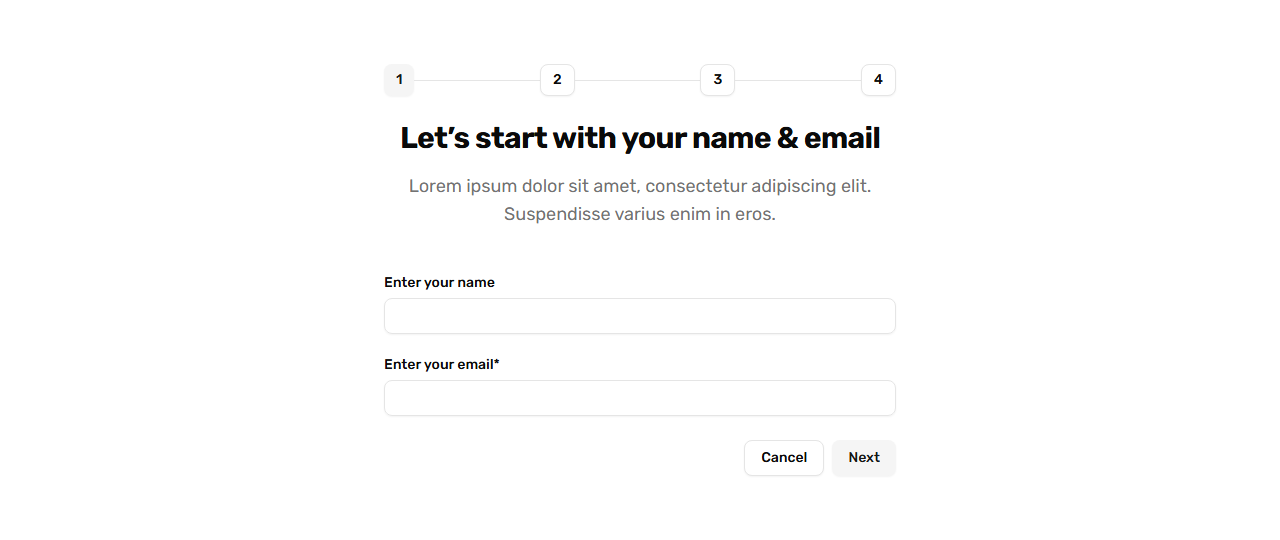 1 2 3 4
Let’s start with your name & email
Lorem ipsum dolor sit amet, consectetur adipiscing elit.
Suspendisse varius enim in eros.
Enter your name
Enter your email*
Cancel Next